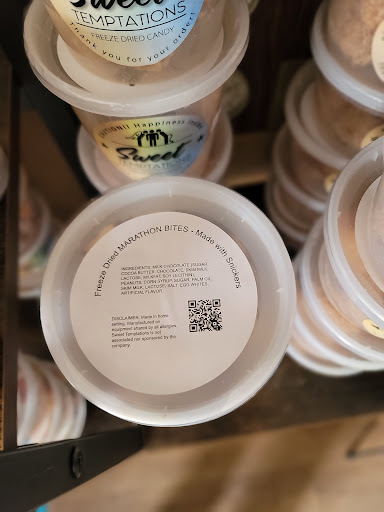 Sweet
TEMPTATIONS
FREEZE DRIED CANDY
Thank you for your order!
Happiness
Sweet
TEMPTATIONS
Freeze Dried MARATHON BITES - Made with Snickers
INGREDIENTS: MILK CHOCOLATE (SUGAR,
COCOA BUTTER, CHOCOLATE, SKIM MILK,
LACTOSE, MILKFAT, SOY LECITHIN),
PEANUTS, CORN SYRUP, SUGAR, PALM OIL,
SKIM MILK, LACTOSE, SALT, EGG WHITES,
ARTIFICIAL FLAVOR.
DISCLAIMER: Made in home
setting. Manufactured on
equipment shared by all allergies.
Sweet Temptations is not
associated nor sponsored by the
company.